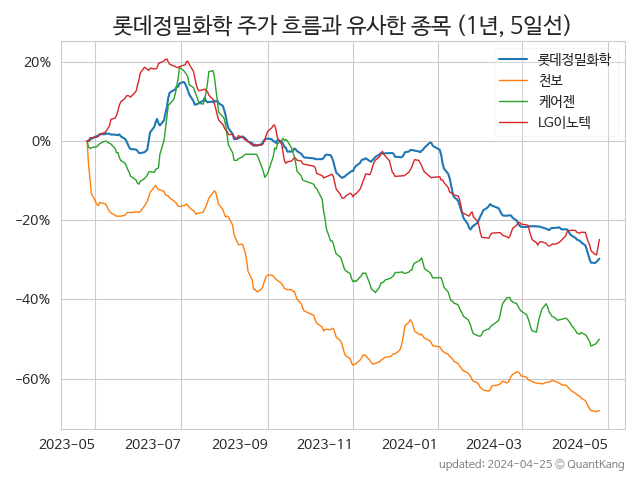 롯데정밀화학 주가 흐름과 유사한 종목 (1년, 5일선)
롯데정밀화학
천보
케어젠
LG이노텍
20%
0%
−20%
−40%
−60%
2023-05 2023-07 2023-09 2023-11 2024-01 2024-03 2024-05
updated: 2024-04-25 © QuantKang